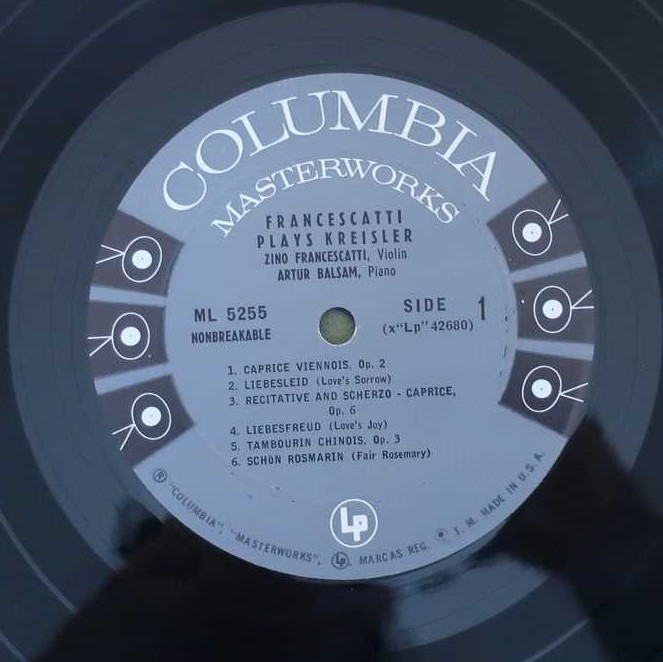 COLUMBIA
MASTERWORKS
FRANCESCATTI
PLAYS KREISLER
ZINO FRANCESCATTI, Violin
ARTUR BALSAM, Piano
ML 5255
NONBREAKABLE
SIDE 1
(x"Lp" 42680)
1. CAPRICE VIENNOIS, Op. 2
2. LIEBESLEID (Love's Sorrow)
3. RECITATIVE AND SCHERZO - CAPRICE,
Op. 6
4. LIEBESFREUD (Love's Joy)
5. TAMBOURIN CHINOIS, Op. 3
6. SCHÖN ROSMARIN (Fair Rosemary)
Lp
® "COLUMBIA", "MASTERWORKS", Lp, MARCAS REG. T. M. MADE IN U.S.A.